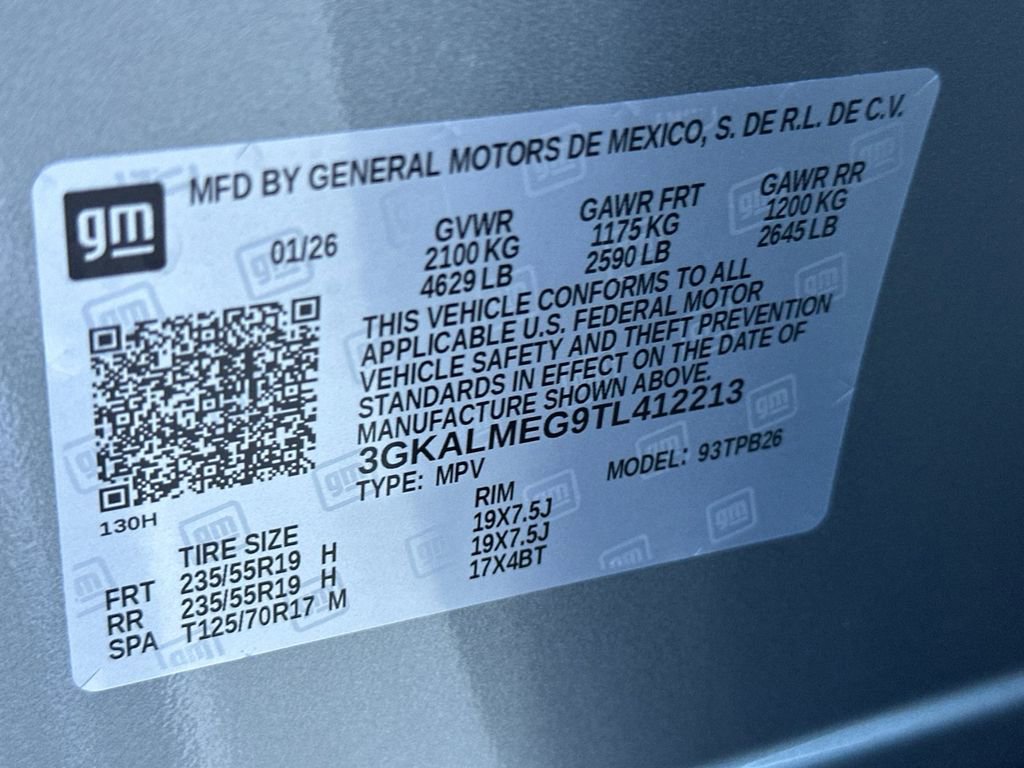 MFD BY GENERAL MOTORS DE MEXICO, S. DE R.L. DE C.V.
gm
01/26
GVWR
2100 KG
4629 LB
GAWR FRT
1175 KG
2590 LB
GAWR RR
1200 KG
2645 LB
THIS VEHICLE CONFORMS TO ALL
APPLICABLE U.S. FEDERAL MOTOR
VEHICLE SAFETY AND THEFT PREVENTION
STANDARDS IN EFFECT ON THE DATE OF
MANUFACTURE SHOWN ABOVE.
3GKALMEG9TL412213
TYPE: MPV
MODEL: 93TPB26
130H
TIRE SIZE
RIM
FRT 235/55R19 H 19X7.5J
RR 235/55R19 H 19X7.5J
SPA T125/70R17 M 17X4BT